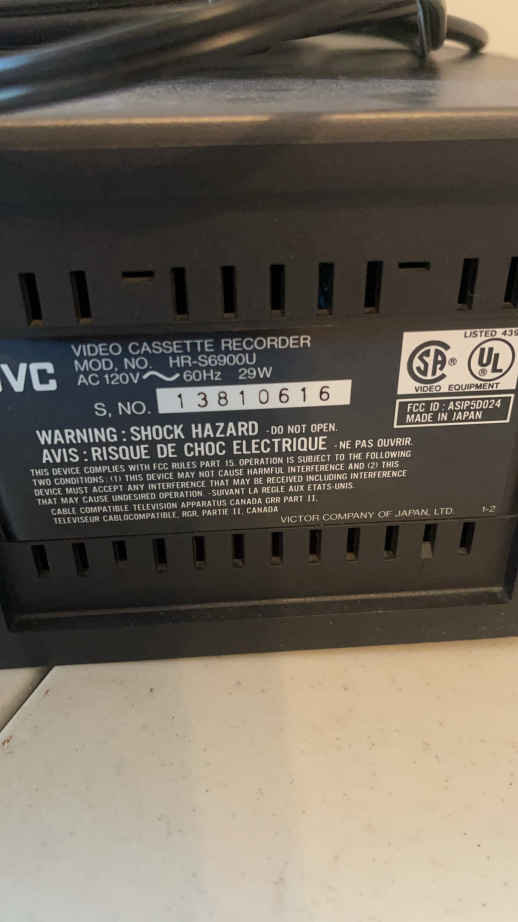 JVC
VIDEO CASSETTE RECORDER
MOD, NO. HR-S6900U
AC 120V 60Hz 29W
S, NO. 13810616
WARNING : SHOCK HAZARD - DO NOT OPEN.
AVIS : RISQUE DE CHOC ELECTRIQUE - NE PAS OUVRIR.
THIS DEVICE COMPLIES WITH FCC RULES PART 15. OPERATION IS SUBJECT TO THE FOLLOWING
TWO CONDITIONS : (1) THIS DEVICE MAY NOT CAUSE HARMFUL INTERFERENCE AND (2) THIS
DEVICE MUST ACCEPT ANY INTERFERENCE THAT MAY BE RECEIVED INCLUDING INTERFERENCE
THAT MAY CAUSE UNDESIRED OPERATION. -SUIVANT LA REGLE AUX ETATS-UNIS.
CABLE COMPATIBLE TELEVISION APPARATUS CANADA GRR PART II.
TELEVISEUR CABLOCOMPATIBLE, RGR, PARTIE II, CANADA
VICTOR COMPANY OF JAPAN, LTD. 1-2
LISTED 439
SA ® UL ®
VIDEO EQUIPMENT
FCC ID : ASIP5D024
MADE IN JAPAN